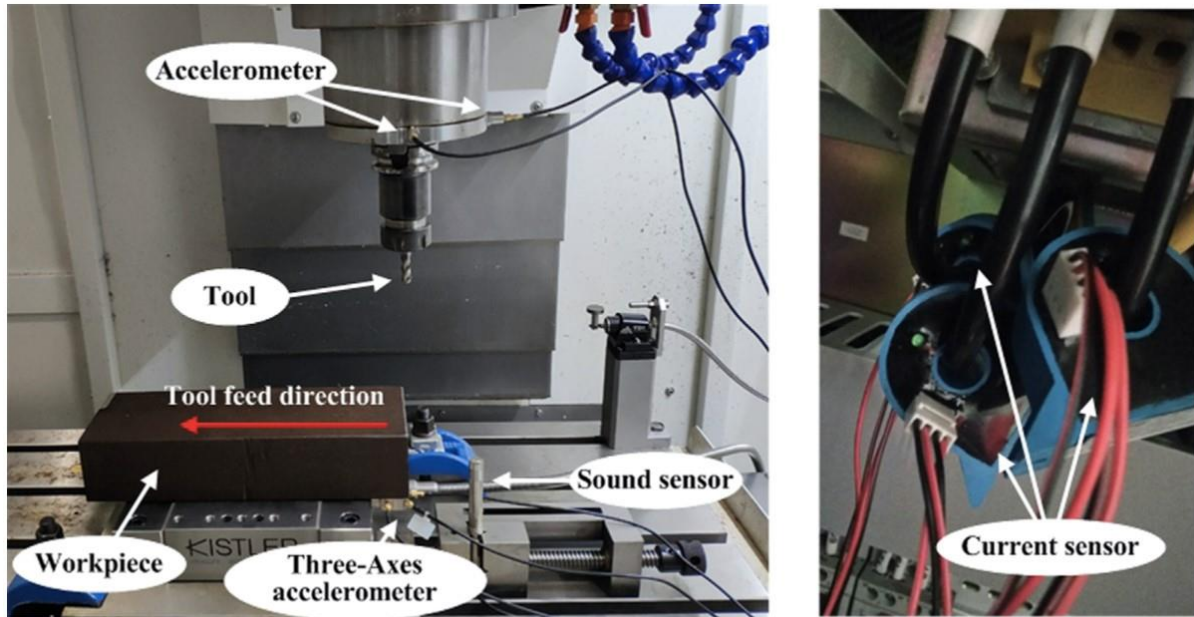 Accelerometer
Tool
Tool feed direction
Sound sensor
KISTLER
Workpiece
Three-Axes
accelerometer
Current sensor